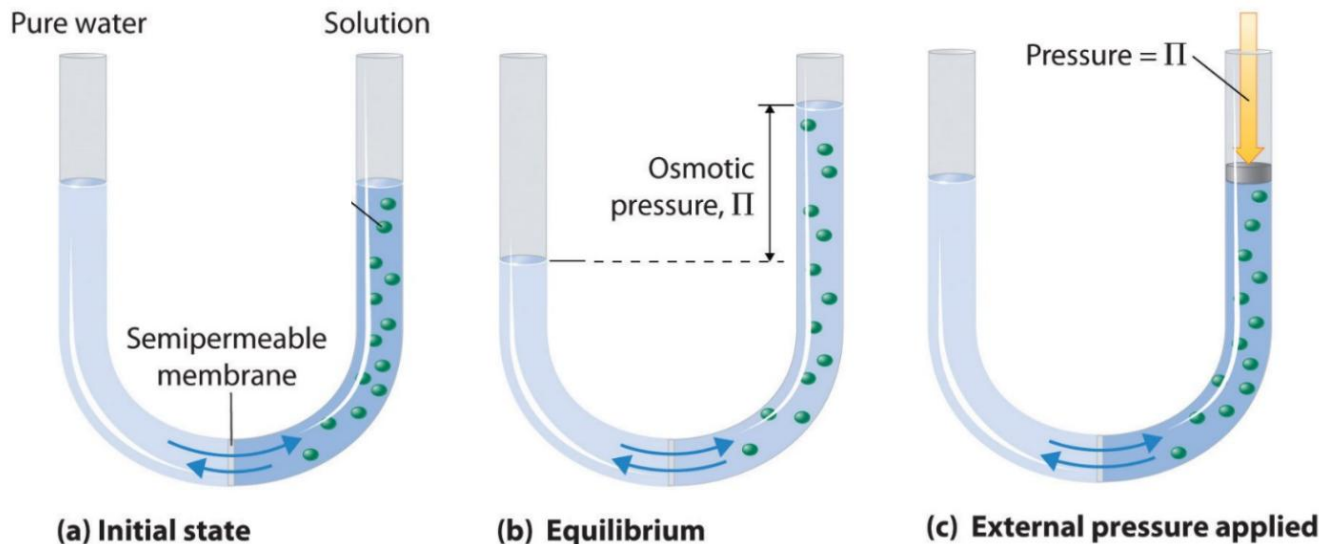 Pure water
Solution
Semipermeable
membrane
(a) Initial state
Osmotic
pressure, Π
(b) Equilibrium
Pressure = Π
(c) External pressure applied